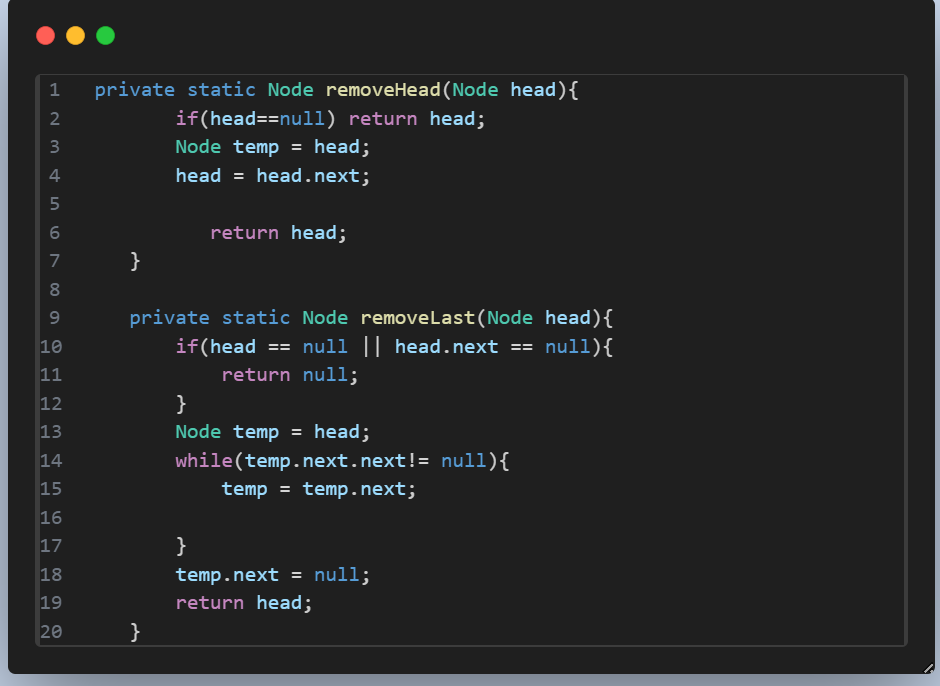 1 private static Node removeHead(Node head){
2 if(head==null) return head;
3 Node temp = head;
4 head = head.next;
5
6 return head;
7 }
8
9 private static Node removeLast(Node head){
10 if(head == null || head.next == null){
11 return null;
12 }
13 Node temp = head;
14 while(temp.next.next!= null){
15 temp = temp.next;
16
17 }
18 temp.next = null;
19 return head;
20 }